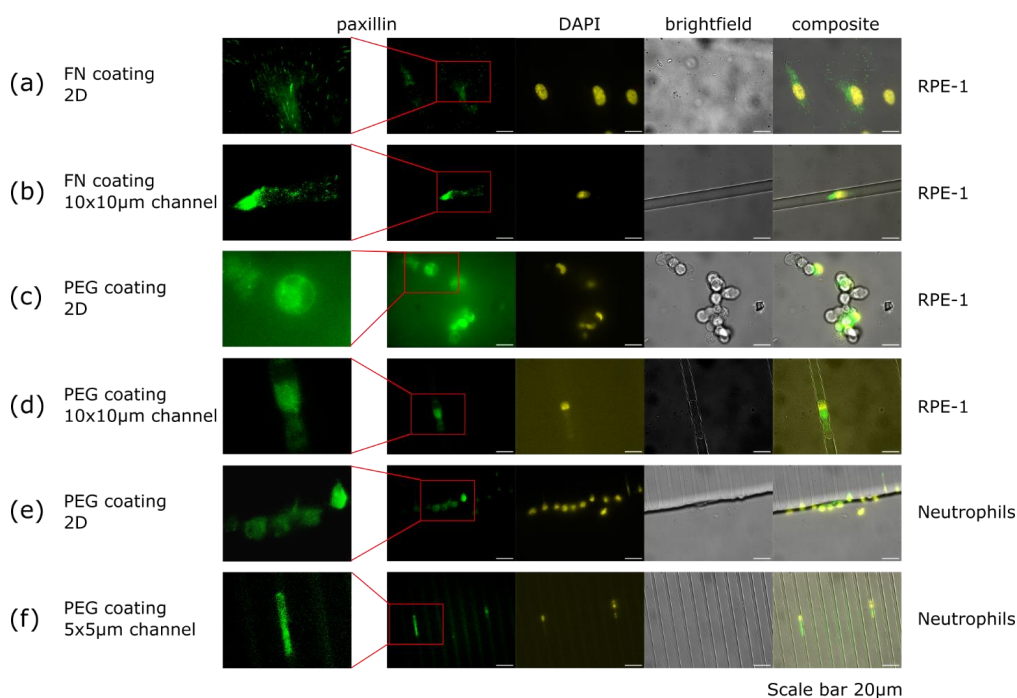 paxillin DAPI brightfield composite
(a) FN coating RPE-1
2D
(b) FN coating RPE-1
10x10µm channel
(c) PEG coating RPE-1
2D
(d) PEG coating RPE-1
10x10µm channel
(e) PEG coating Neutrophils
2D
(f) PEG coating Neutrophils
5x5µm channel
Scale bar 20µm